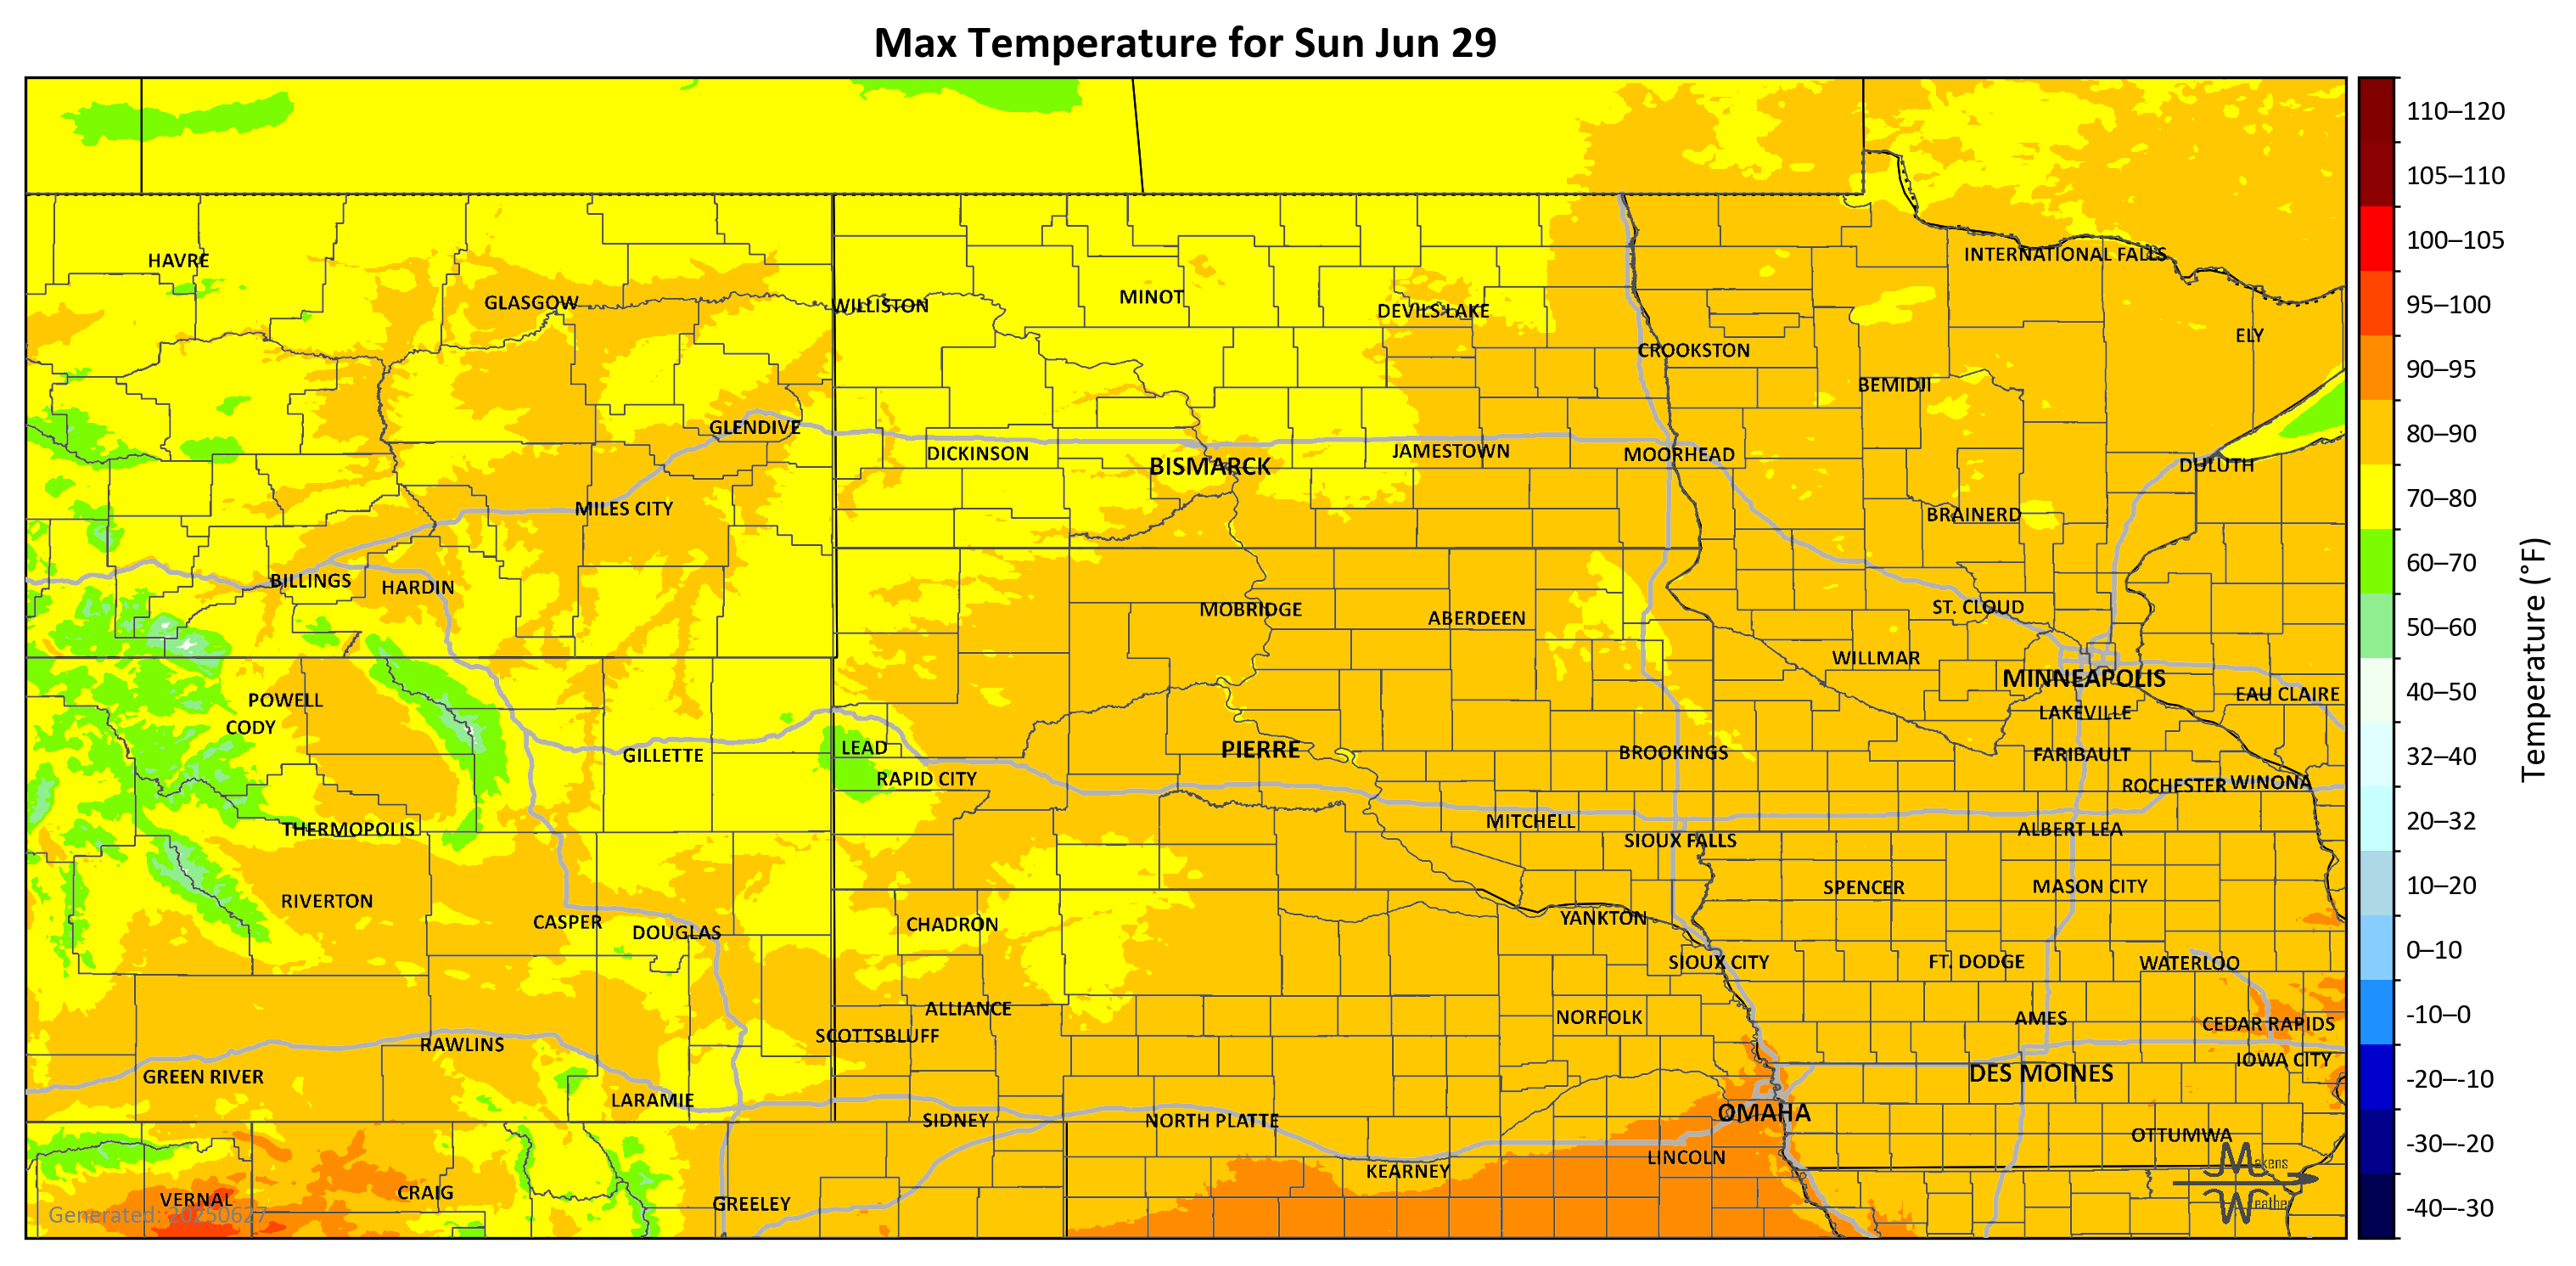 Max Temperature for Sun Jun 29
HAVRE
GLASGOW
WILLISTON
MINOT
DEVILS LAKE
INTERNATIONAL FALLS
CROOKSTON
ELY
BEMIDJI
GLENDIVE
DICKINSON
BISMARCK
JAMESTOWN
MOORHEAD
DULUTH
MILES CITY
BRAINERD
BILLINGS
HARDIN
MOBRIDGE
ABERDEEN
ST. CLOUD
WILLMAR
MINNEAPOLIS
POWELL
EAU CLAIRE
CODY
LAKEVILLE
GILLETTE
LEAD
PIERRE
BROOKINGS
FARIBAULT
RAPID CITY
ROCHESTER
WINONA
THERMOPOLIS
MITCHELL
SIOUX FALLS
ALBERT LEA
RIVERTON
SPENCER
MASON CITY
CASPER
DOUGLAS
CHADRON
YANKTON
SIOUX CITY
FT. DODGE
WATERLOO
ALLIANCE
NORFOLK
AMES
CEDAR RAPIDS
SCOTTSBLUFF
RAWLINS
IOWA CITY
GREEN RIVER
DES MOINES
LARAMIE
SIDNEY
NORTH PLATTE
OMAHA
OTTUMWA
LINCOLN
KEARNEY
VERNAL
CRAIG
GREELEY
Generated: 20250627
Makens
Weather
110–120
105–110
100–105
95–100
90–95
80–90
70–80
60–70
50–60
40–50
32–40
20–32
10–20
0–10
-10–0
-20–-10
-30–-20
-40–-30
Temperature (°F)